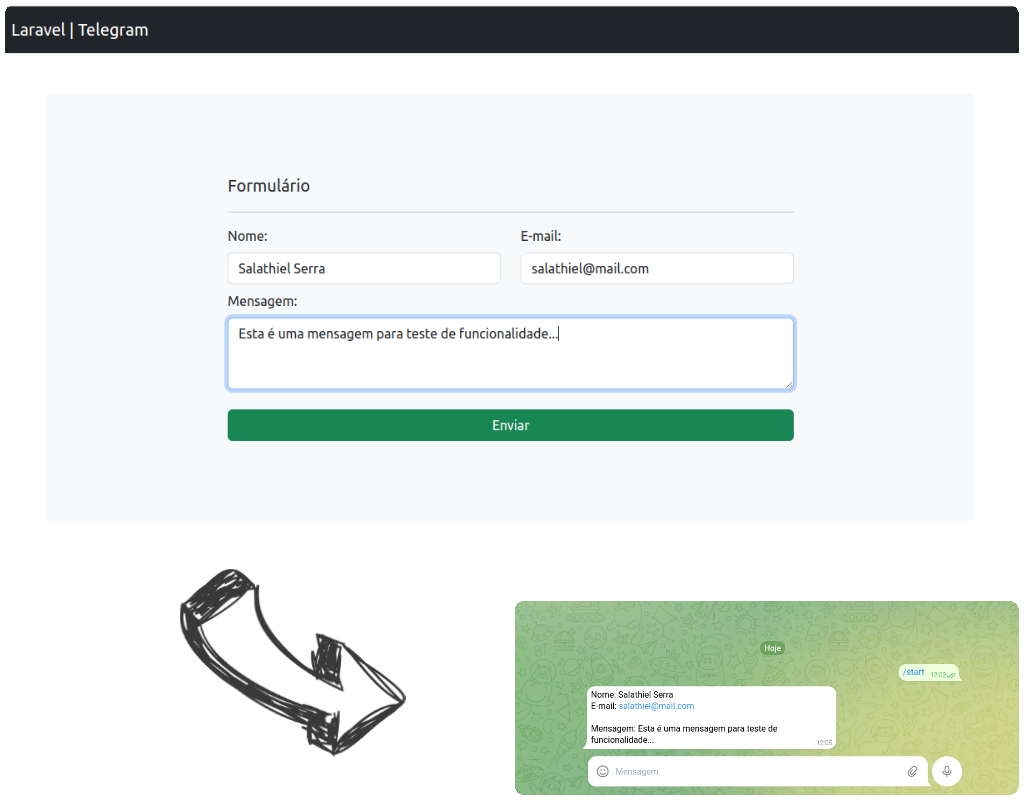 Laravel | Telegram
Formulário
Nome:
E-mail:
Salathiel Serra
salathiel@mail.com
Mensagem:
Esta é uma mensagem para teste de funcionalidade...
Enviar
Hoje
/start 12:03
Nome: Salathiel Serra
E-mail: salathiel@mail.com
Mensagem: Esta é uma mensagem para teste de
funcionalidade...
12:05
Mensagem